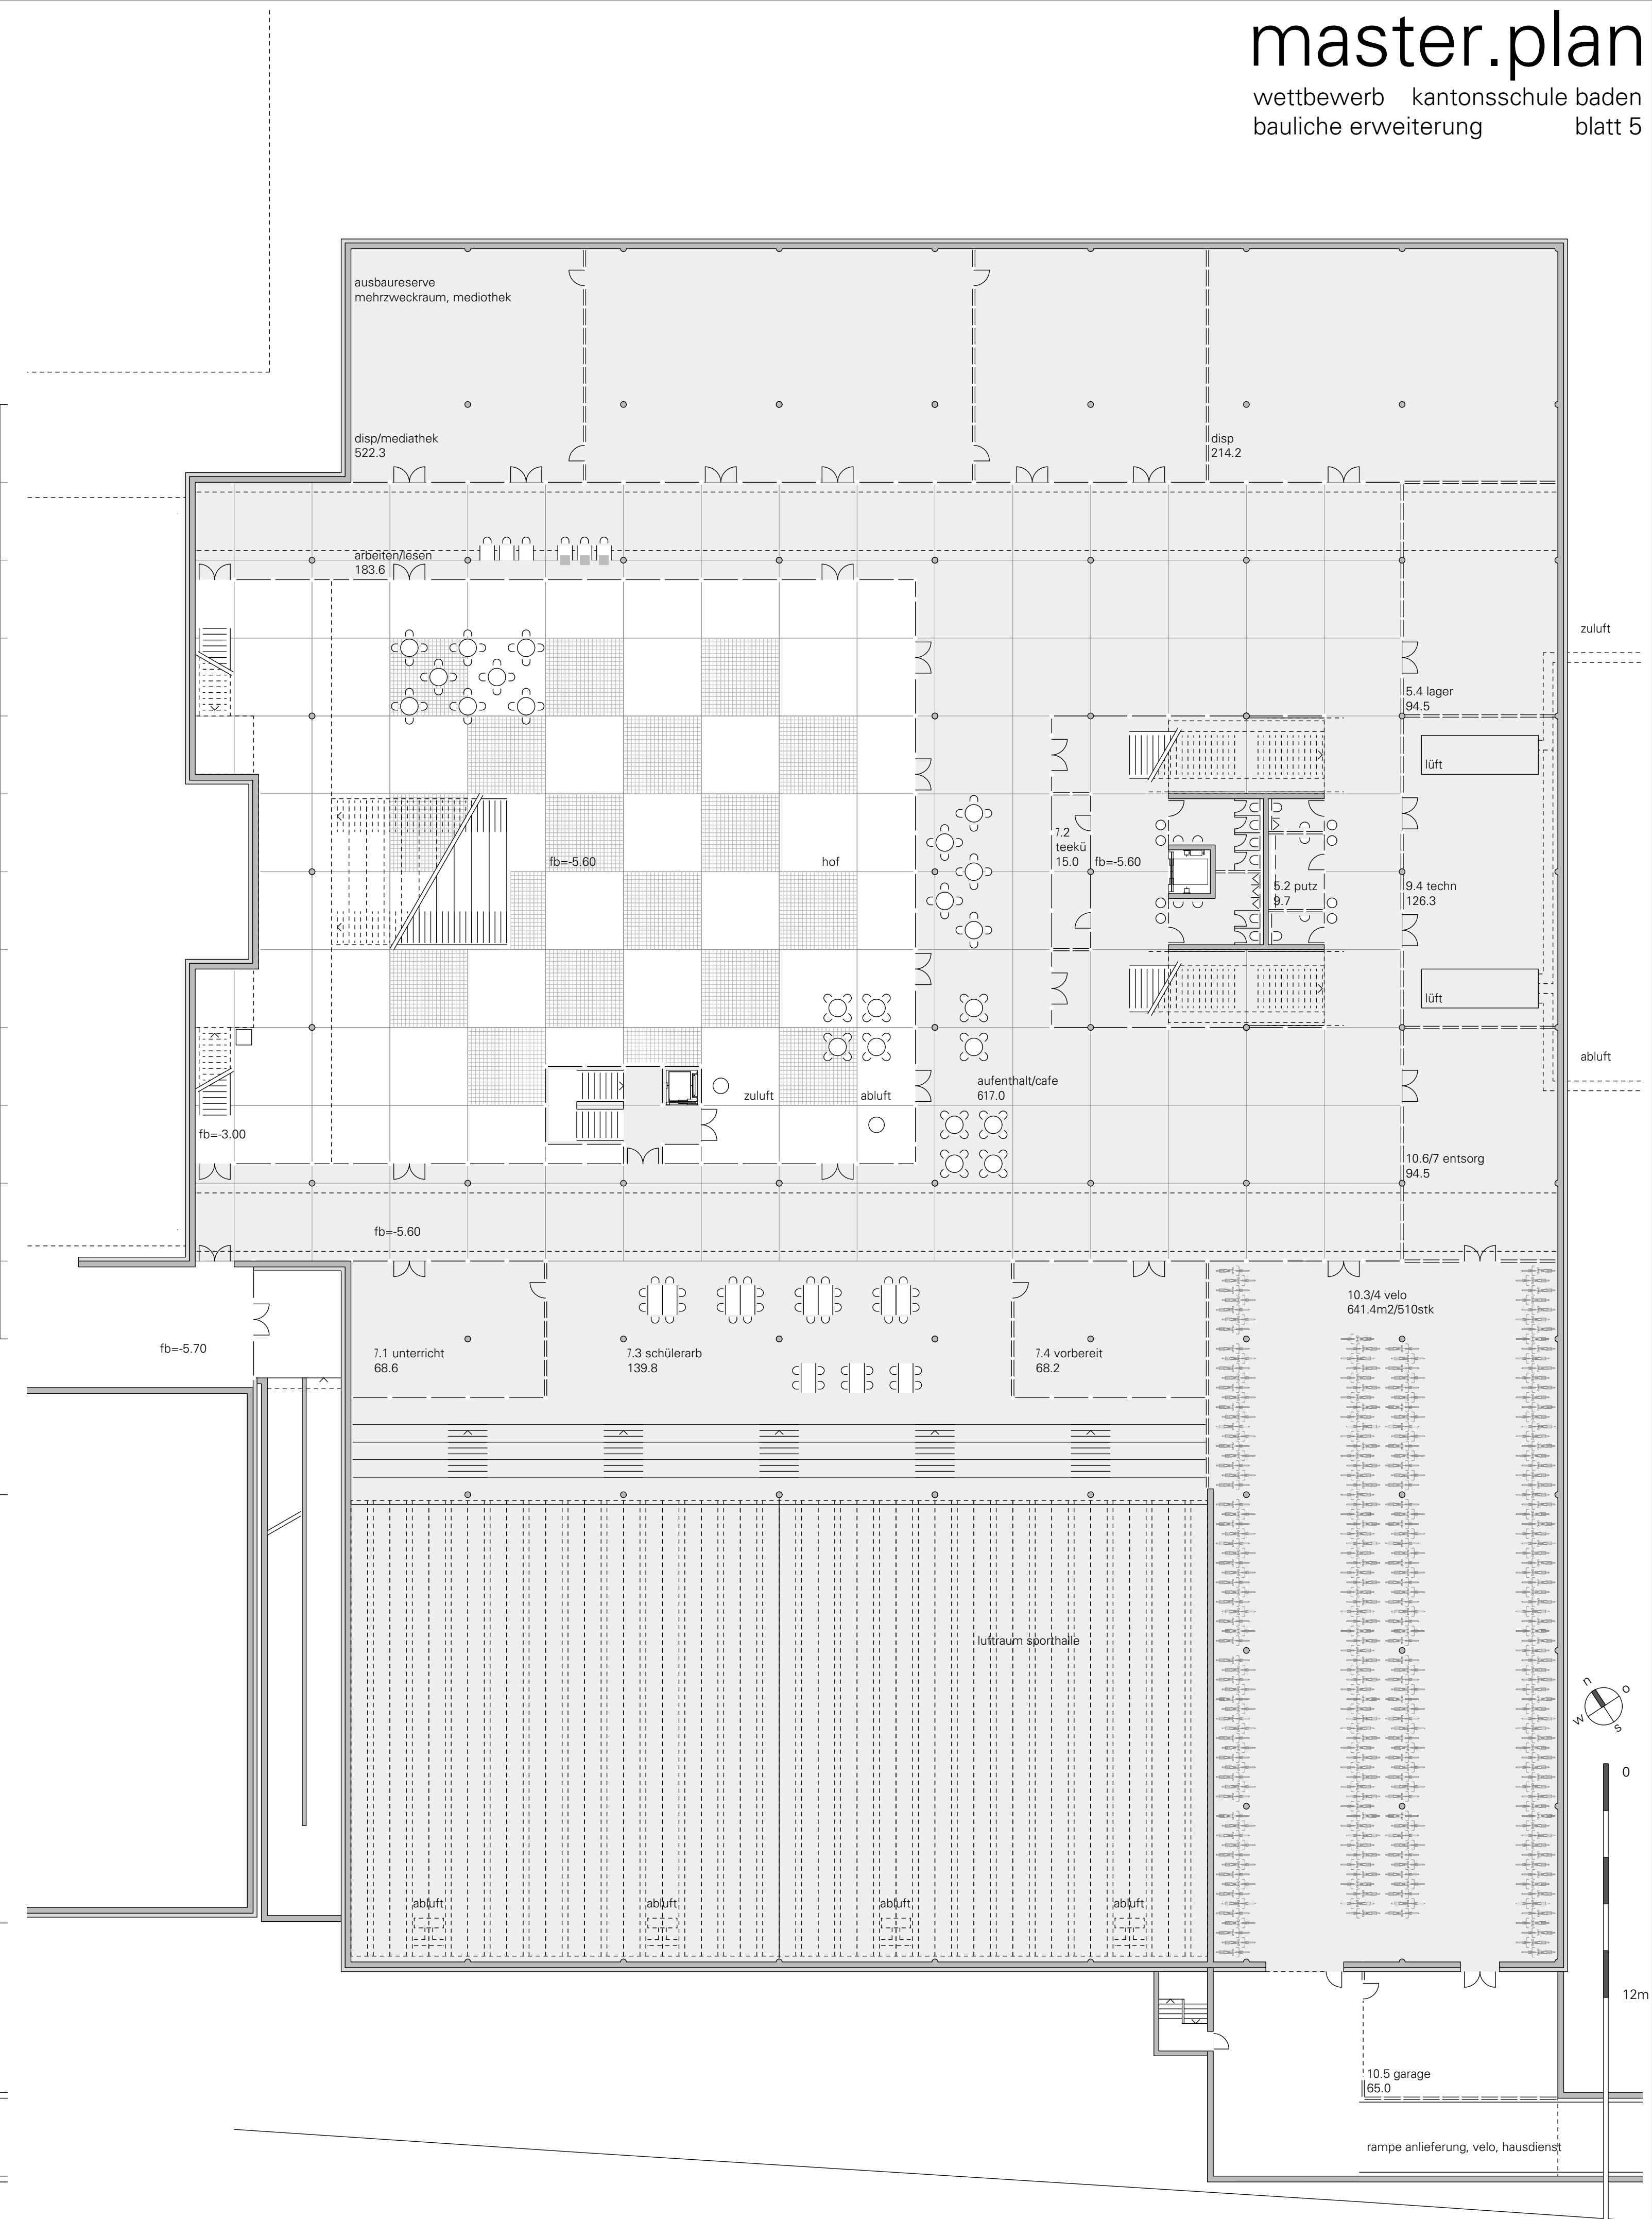 master.plan
wettbewerb kantonsschule baden
bauliche erweiterung blatt 5
ausbaureserve
mehrzweckraum, mediothek
disp/mediathek
522.3
disp
214.2
arbeiten/lesen
183.6
zuluft
5.4 lager
94.5
lüft
7.2
teekü
15.0
fb=-5.60
fb=-5.60
hof
5.2 putz
9.7
9.4 techn
126.3
lüft
abluft
aufenthalt/cafe
617.0
zuluft
abluft
fb=-3.00
10.6/7 entsorg
94.5
fb=-5.60
10.3/4 velo
641.4m2/510stk
fb=-5.70
7.1 unterricht
68.6
7.3 schülerarb
139.8
7.4 vorbereit
68.2
luftraum sporthalle
n
o
w
s
0
abluft
abluft
abluft
abluft
12m
10.5 garage
65.0
rampe anlieferung, velo, hausdienst